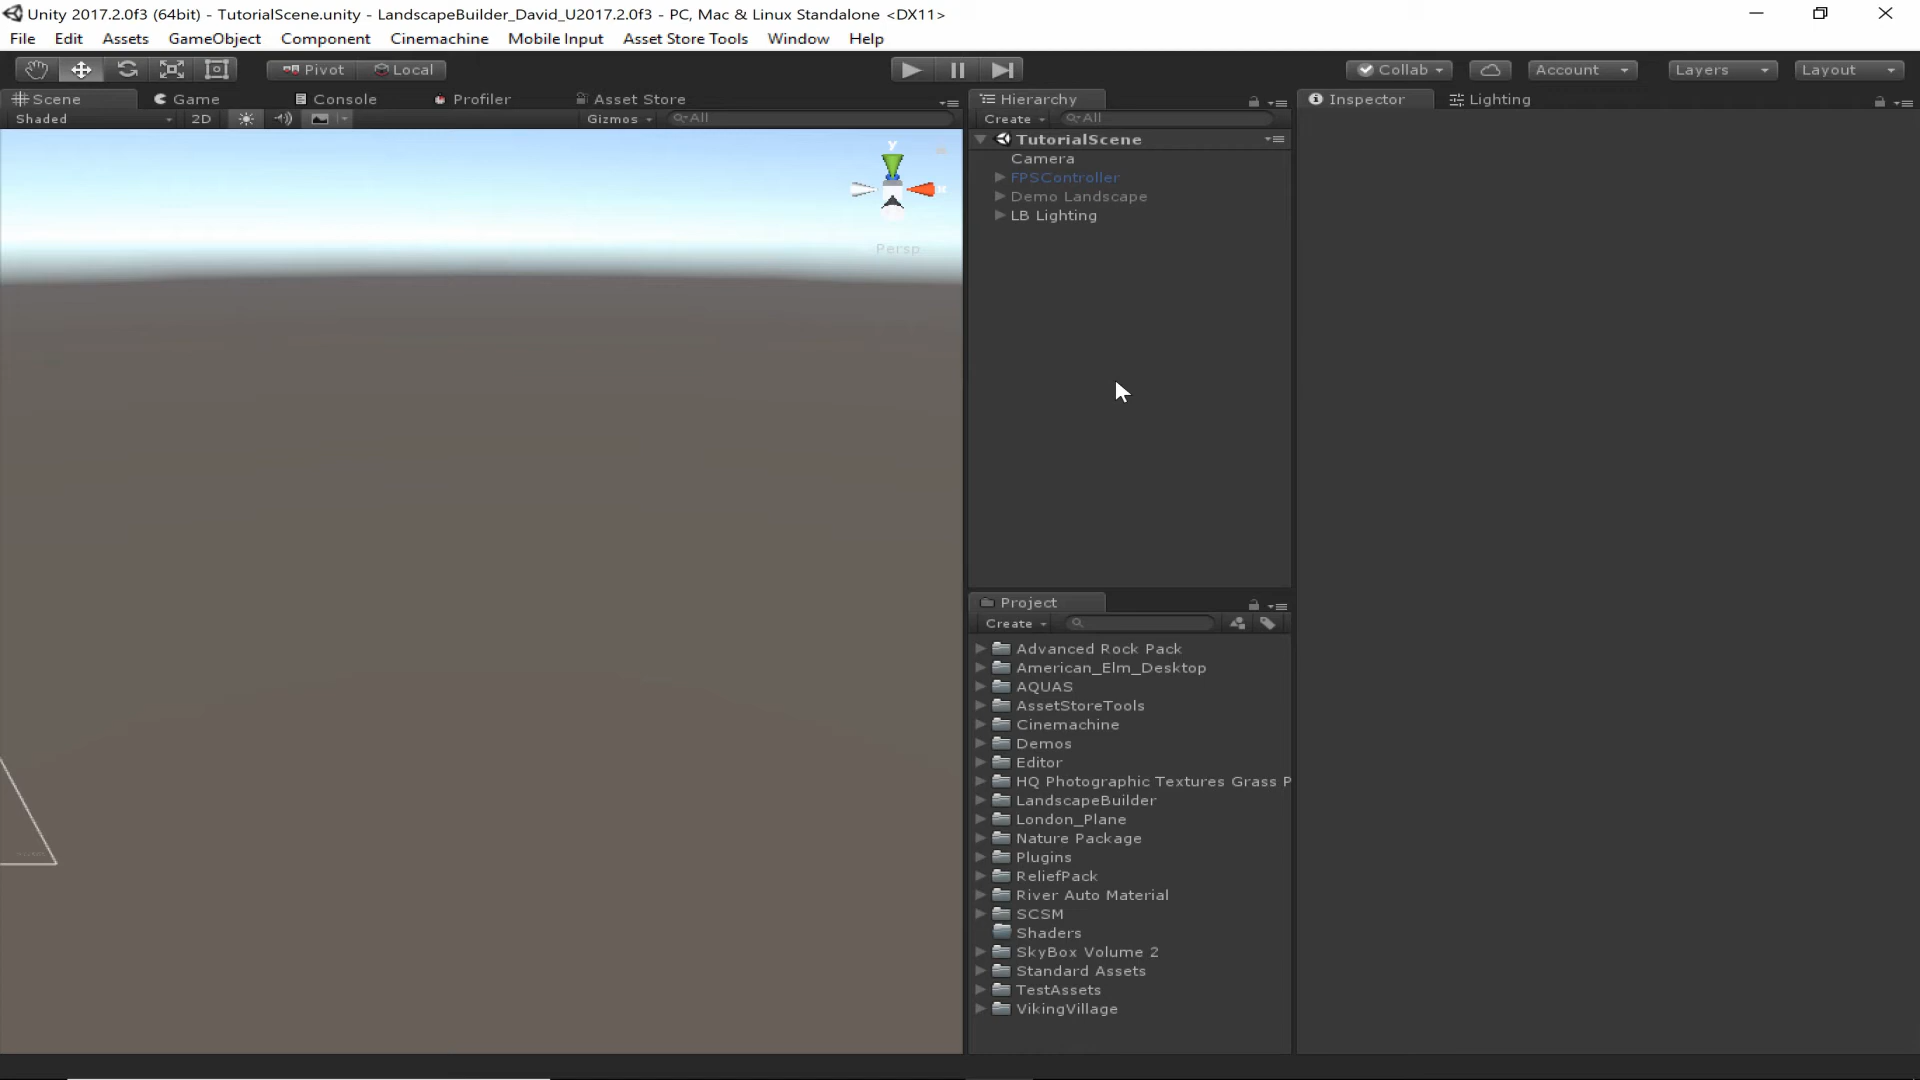 Unity 2017.2.0f3 (64bit) - TutorialScene.unity - LandscapeBuilder_David_U2017.2.0f3 - PC, Mac & Linux Standalone <DX11>
File Edit Assets GameObject Component Cinemachine Mobile Input Asset Store Tools Window Help
Pivot Local Collab Account Layers Layout
Scene Game Console Profiler Asset Store Hierarchy Inspector Lighting
Shaded 2D Gizmos All Create All
TutorialScene
Camera
FPSController
Demo Landscape
LB Lighting
y
x
Persp
Project
Create
Advanced Rock Pack
American_Elm_Desktop
AQUAS
AssetStoreTools
Cinemachine
Demos
Editor
HQ Photographic Textures Grass P
LandscapeBuilder
London_Plane
Nature Package
Plugins
ReliefPack
River Auto Material
SCSM
Shaders
SkyBox Volume 2
Standard Assets
TestAssets
VikingVillage